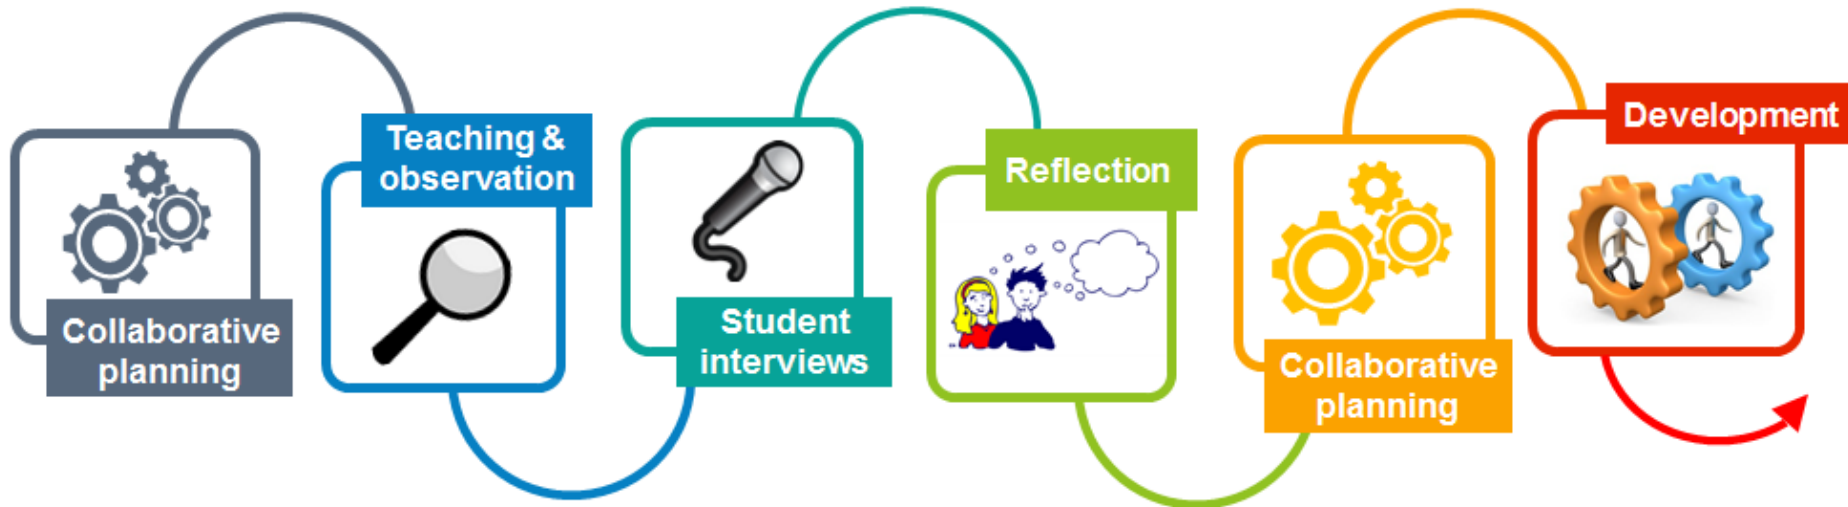 Collaborative
planning
Teaching &
observation
Student
interviews
Reflection
Collaborative
planning
Development